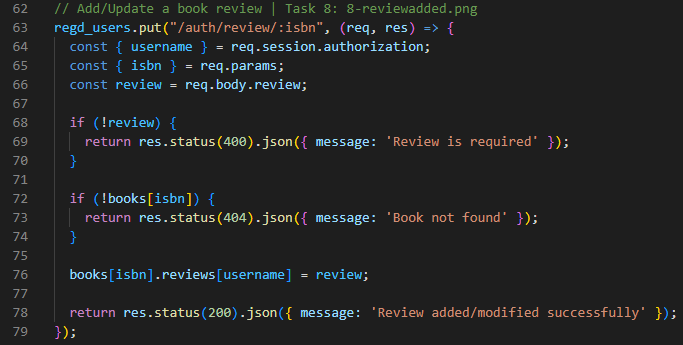 62 // Add/Update a book review | Task 8: 8-reviewadded.png
63 regd_users.put("/auth/review/:isbn", (req, res) => {
64   const { username } = req.session.authorization;
65   const { isbn } = req.params;
66   const review = req.body.review;
67
68   if (!review) {
69     return res.status(400).json({ message: 'Review is required' });
70   }
71
72   if (!books[isbn]) {
73     return res.status(404).json({ message: 'Book not found' });
74   }
75
76   books[isbn].reviews[username] = review;
77
78   return res.status(200).json({ message: 'Review added/modified successfully' });
79 });